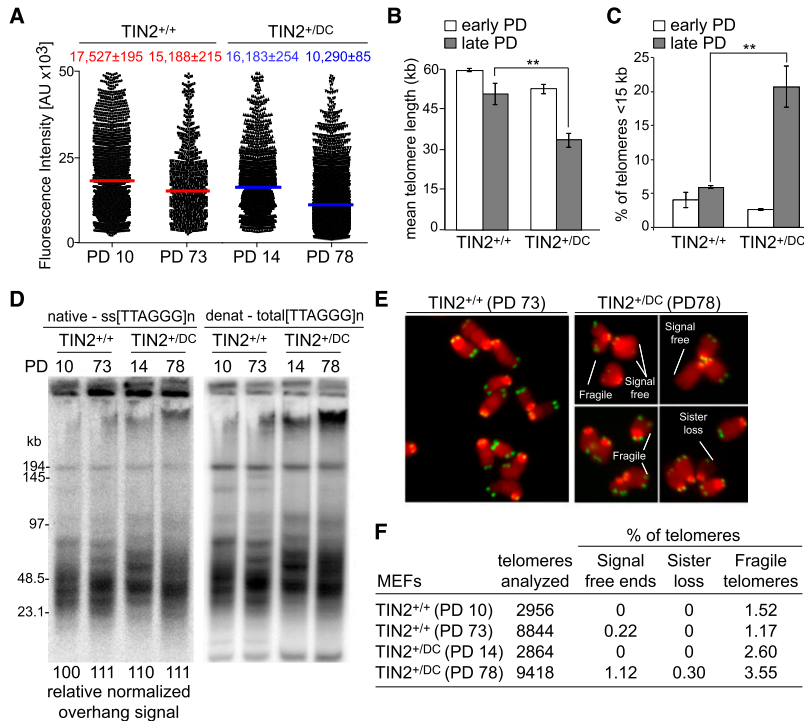 A
TIN2+/+ TIN2+/DC
17,527±195 15,188±215 16,183±254 10,290±85
Fluorescence Intensity [AU x10³]
50
25
0
PD 10 PD 73 PD 14 PD 78
B
early PD
late PD
**
mean telomere length (kb)
60
45
30
15
0
TIN2+/+ TIN2+/DC
C
early PD
late PD
**
% of telomeres <15 kb
25
20
15
10
5
0
TIN2+/+ TIN2+/DC
D
native - ss[TTAGGG]n denat - total[TTAGGG]n
TIN2+/+ TIN2+/DC TIN2+/+ TIN2+/DC
PD 10 73 14 78 10 73 14 78
kb
194-
145-
97-
48.5-
23.1-
100 111 110 111
relative normalized
overhang signal
E
TIN2+/+ (PD 73) TIN2+/DC (PD78)
Fragile
Signal
free
Signal
free
Fragile
Sister
loss
F
% of telomeres
MEFs telomeres analyzed Signal free ends Sister loss Fragile telomeres
TIN2+/+ (PD 10) 2956 0 0 1.52
TIN2+/+ (PD 73) 8844 0.22 0 1.17
TIN2+/DC (PD 14) 2864 0 0 2.60
TIN2+/DC (PD 78) 9418 1.12 0.30 3.55